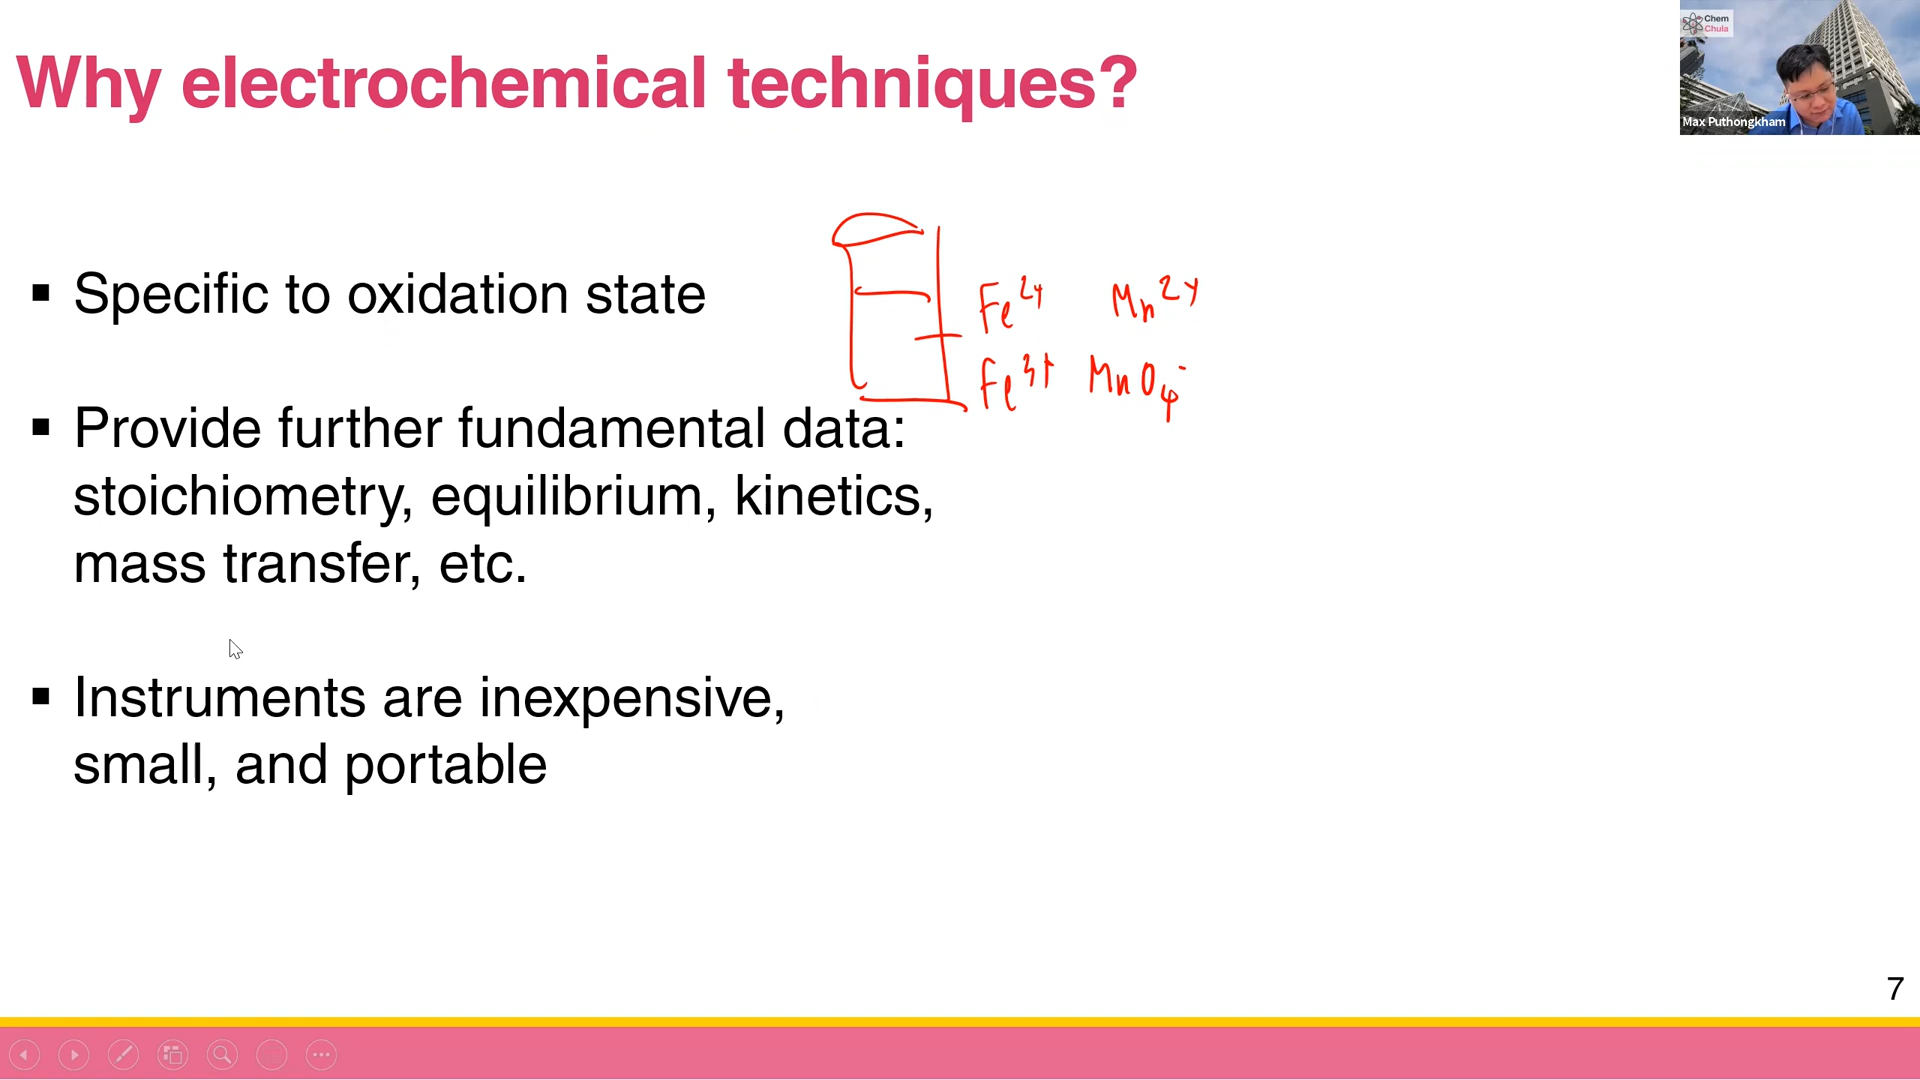 Why electrochemical techniques?
Chem
Chula
Max Puthongkham
▪ Specific to oxidation state
Fe²⁺ Mn²⁺
Fe³⁺ MnO₄⁻
▪ Provide further fundamental data:
stoichiometry, equilibrium, kinetics,
mass transfer, etc.
▪ Instruments are inexpensive,
small, and portable
7